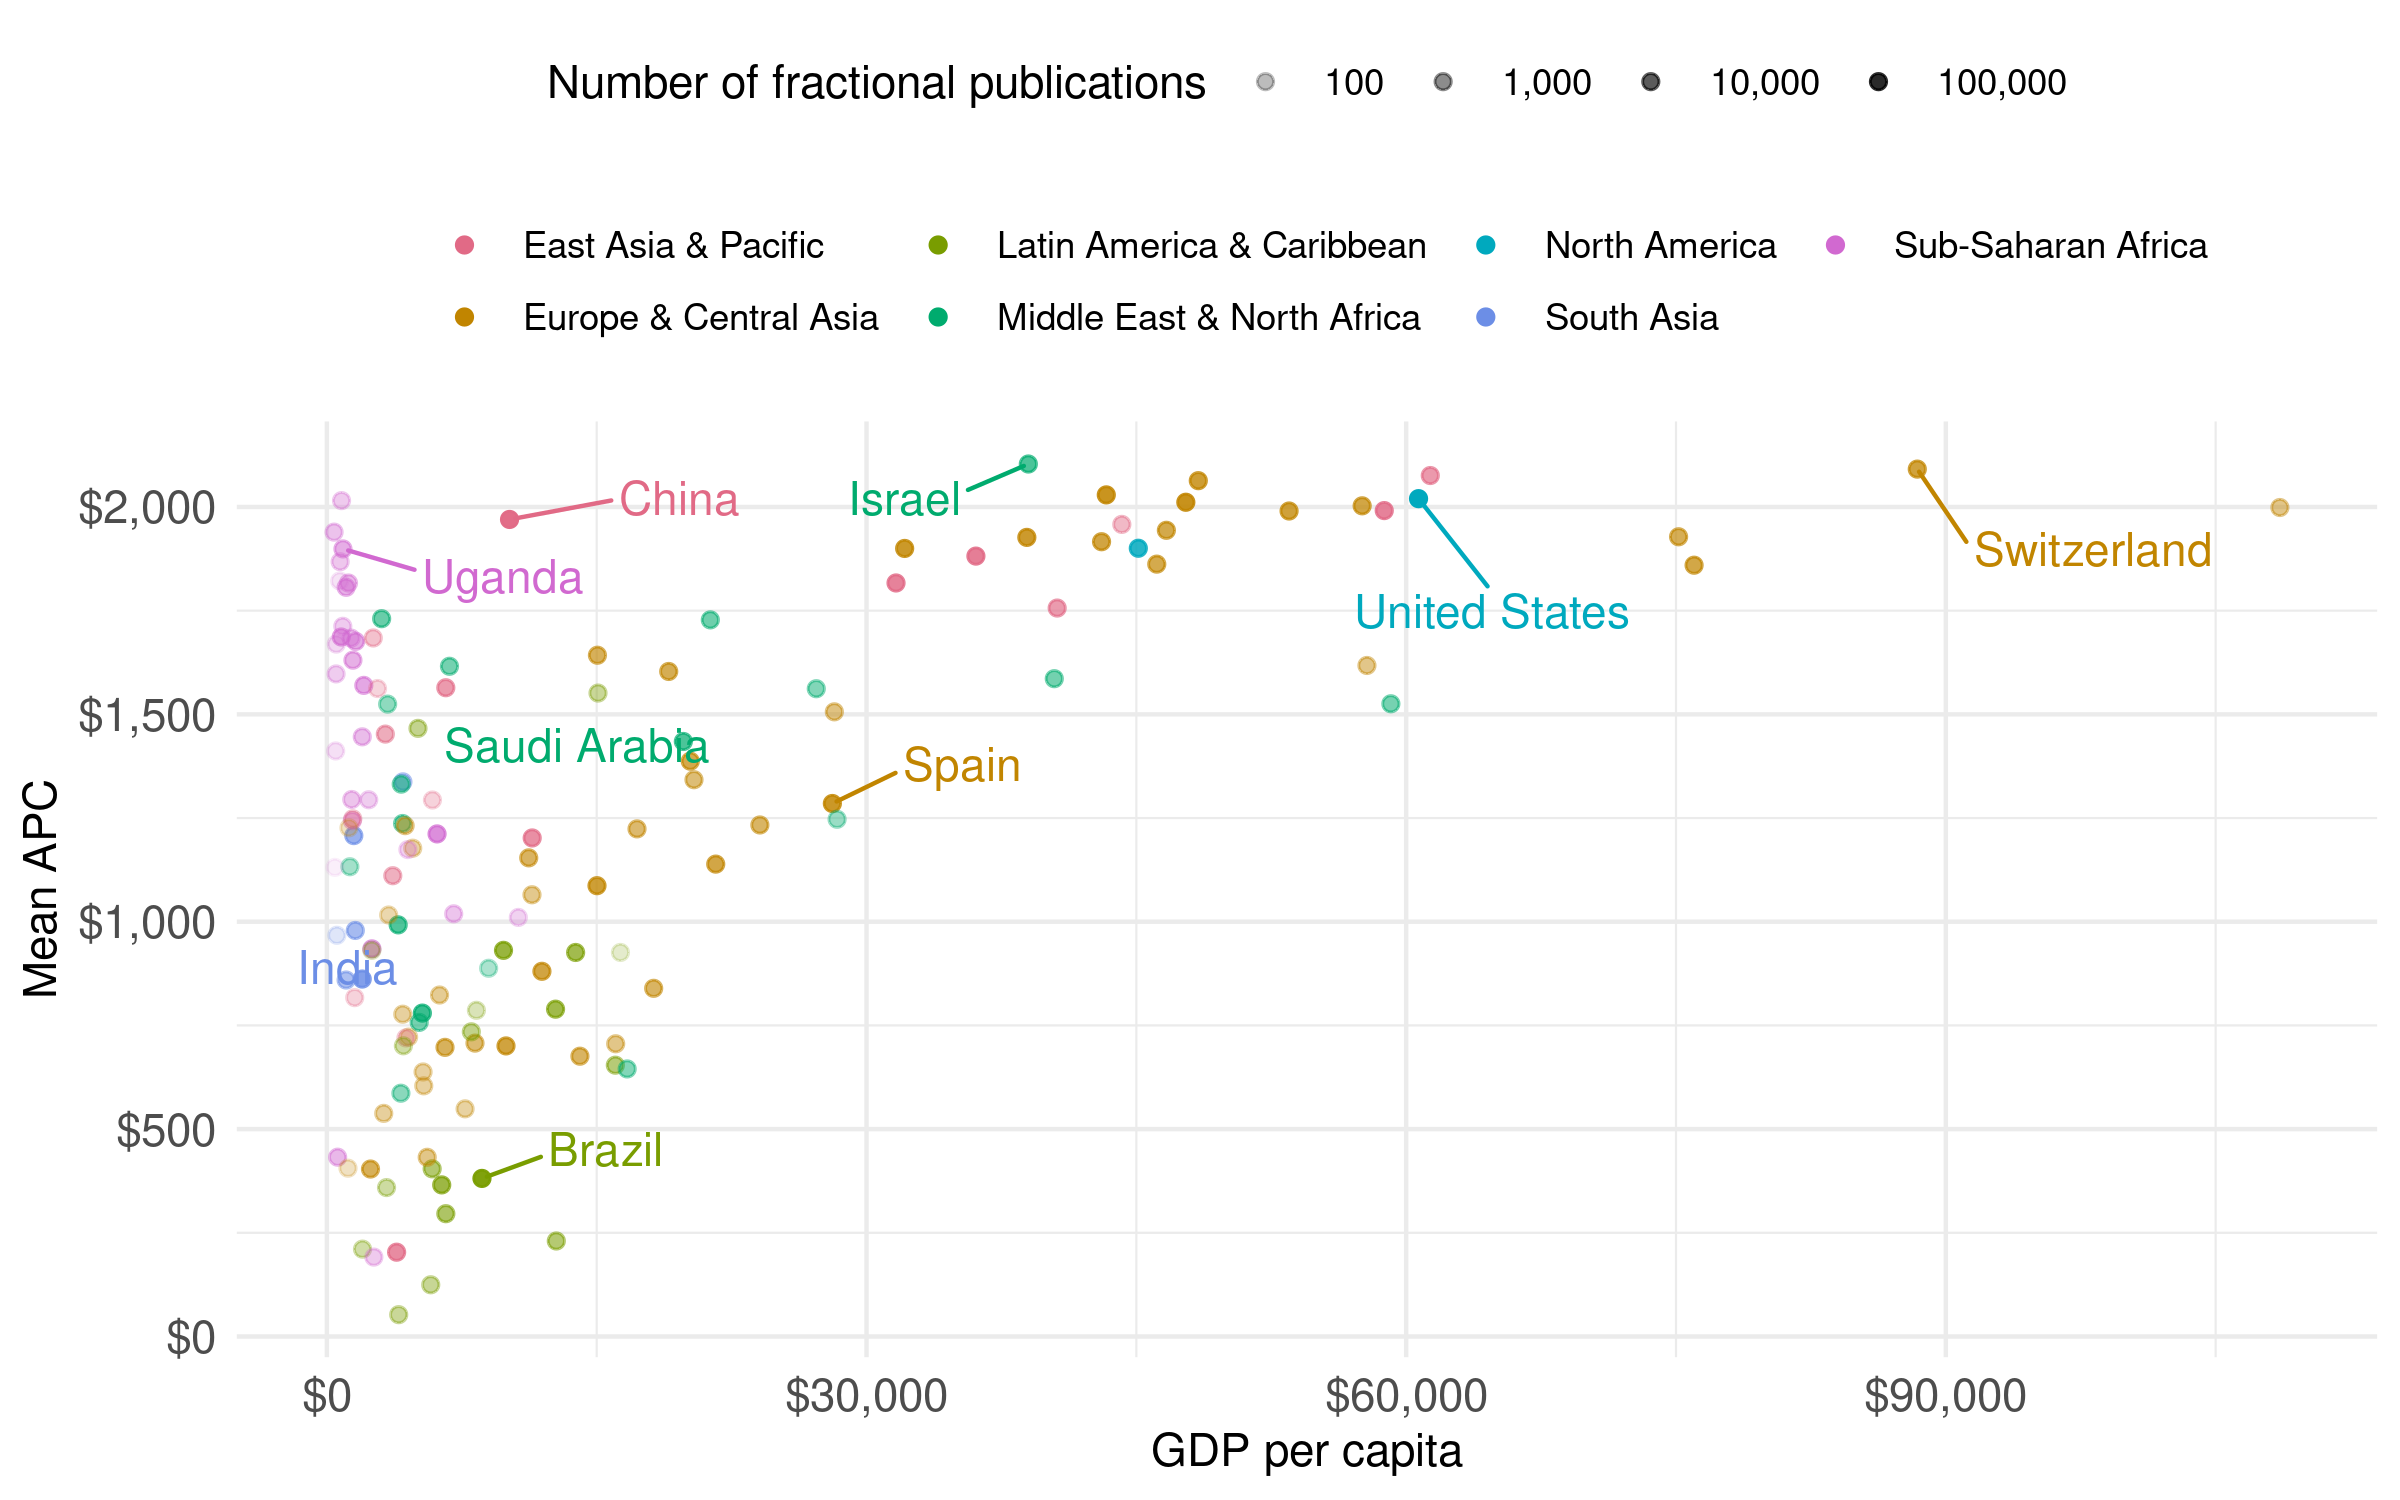 Number of fractional publications 100 1,000 10,000 100,000
East Asia & Pacific Latin America & Caribbean North America Sub-Saharan Africa
Europe & Central Asia Middle East & North Africa South Asia
Mean APC
$2,000
$1,500
$1,000
$500
$0
China
Israel
Uganda
Switzerland
United States
Saudi Arabia
Spain
India
Brazil
$0 $30,000 $60,000 $90,000
GDP per capita